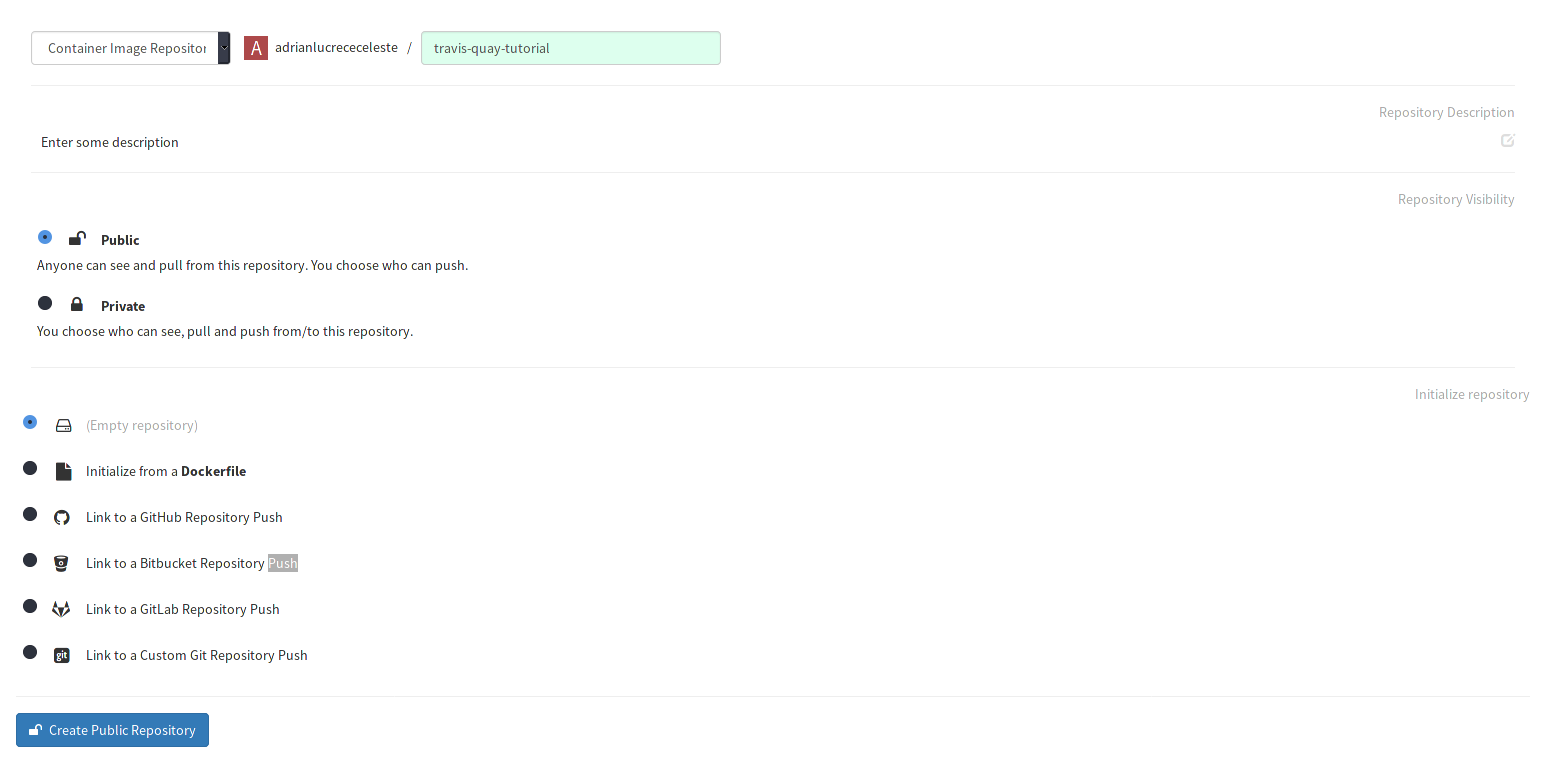 Container Image Repositor A adrianlucrececeleste / travis-quay-tutorial
Repository Description
Enter some description
Repository Visibility
Public
Anyone can see and pull from this repository. You choose who can push.
Private
You choose who can see, pull and push from/to this repository.
Initialize repository
(Empty repository)
Initialize from a Dockerfile
Link to a GitHub Repository Push
Link to a Bitbucket Repository Push
Link to a GitLab Repository Push
git Link to a Custom Git Repository Push
Create Public Repository